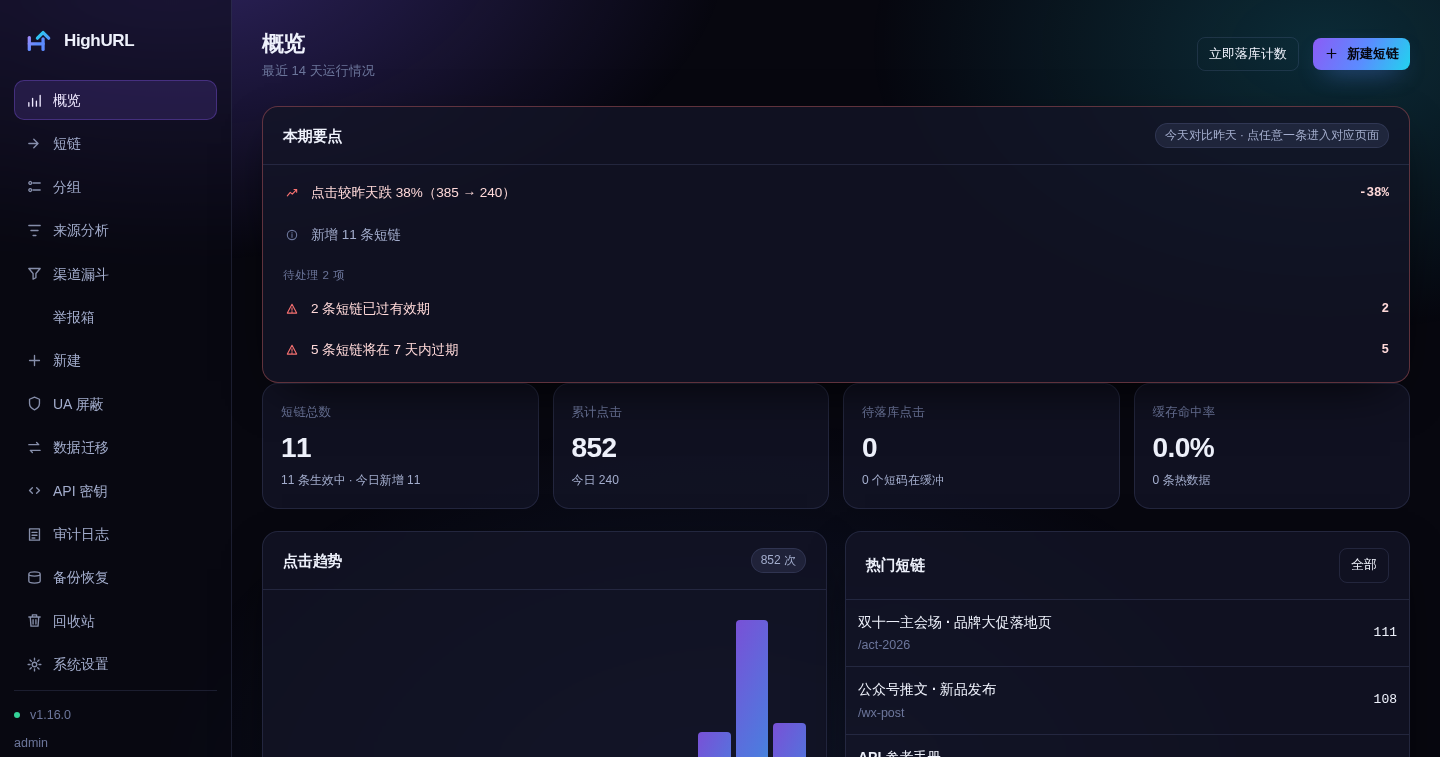 HighURL
概览
短链
分组
来源分析
渠道漏斗
举报箱
新建
UA 屏蔽
数据迁移
API 密钥
审计日志
备份恢复
回收站
系统设置
v1.16.0
admin
概览
最近 14 天运行情况
立即落库计数
新建短链
本期要点
今天对比昨天 · 点任意一条进入对应页面
点击较昨天跌 38%（385 → 240） -38%
新增 11 条短链
待处理 2 项
2 条短链已过有效期 2
5 条短链将在 7 天内过期 5
短链总数
11
11 条生效中 · 今日新增 11
累计点击
852
今日 240
待落库点击
0
0 个短码在缓冲
缓存命中率
0.0%
0 条热数据
点击趋势 852 次
热门短链 全部
双十一主会场 · 品牌大促落地页 111
/act-2026
公众号推文 · 新品发布 108
/wx-post
API 参考手册